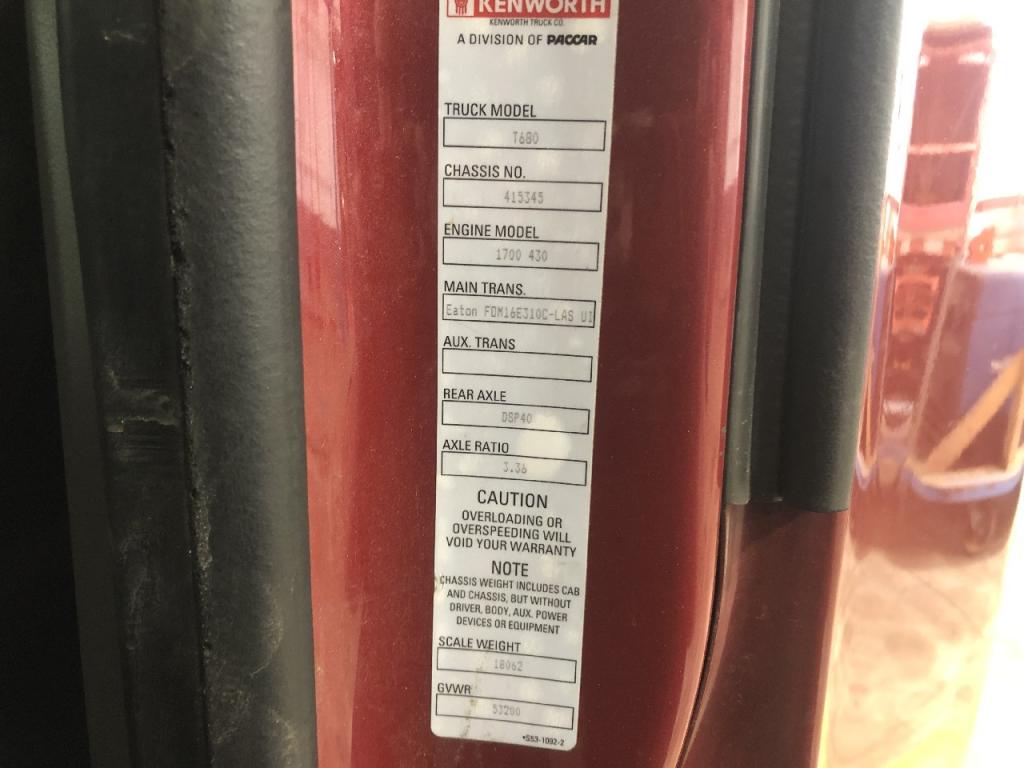 KENWORTH
KENWORTH TRUCK CO.
A DIVISION OF PACCAR
TRUCK MODEL
T680
CHASSIS NO.
415345
ENGINE MODEL
1700 430
MAIN TRANS.
Eaton FOM16E310C-LAS UI
AUX. TRANS
REAR AXLE
DSP40
AXLE RATIO
3.36
CAUTION
OVERLOADING OR
OVERSPEEDING WILL
VOID YOUR WARRANTY
NOTE
CHASSIS WEIGHT INCLUDES CAB
AND CHASSIS, BUT WITHOUT
DRIVER, BODY, AUX. POWER
DEVICES OR EQUIPMENT
SCALE WEIGHT
18062
GVWR
53200
*S53-1092-2